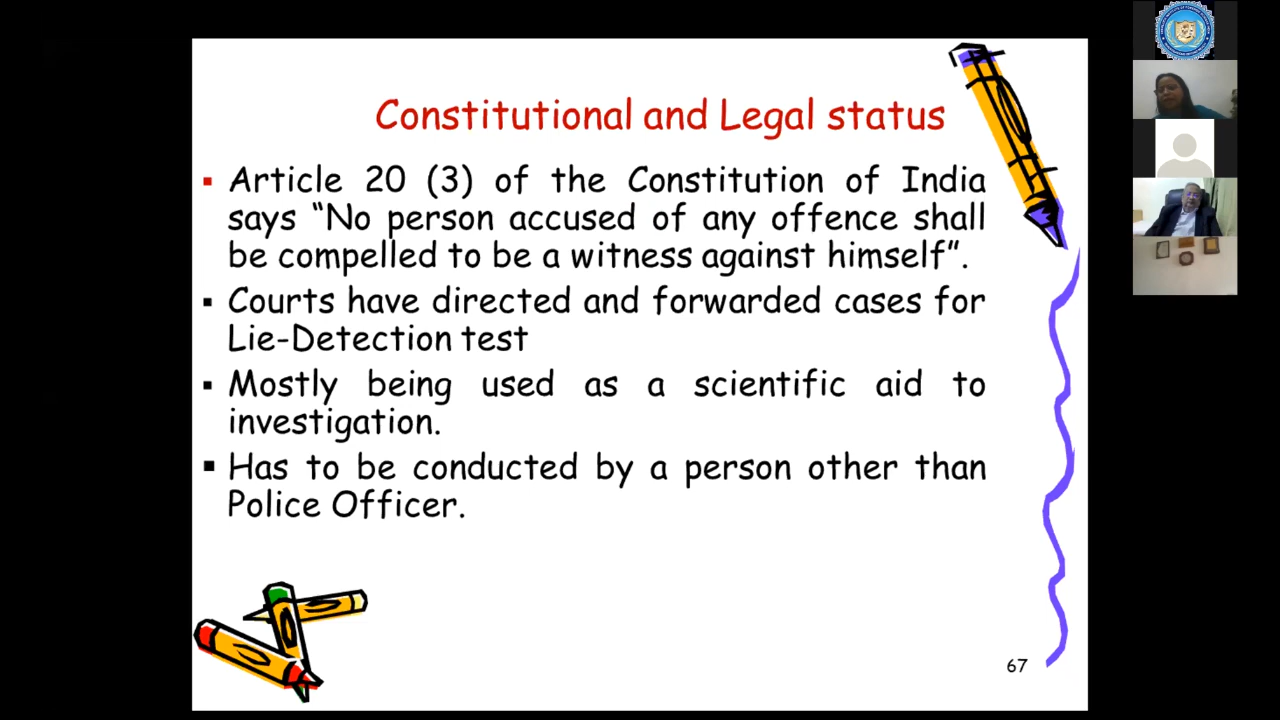 Constitutional and Legal status
▪ Article 20 (3) of the Constitution of India
says “No person accused of any offence shall
be compelled to be a witness against himself”.
▪ Courts have directed and forwarded cases for
Lie-Detection test
▪ Mostly being used as a scientific aid to
investigation.
▪ Has to be conducted by a person other than
Police Officer.
67